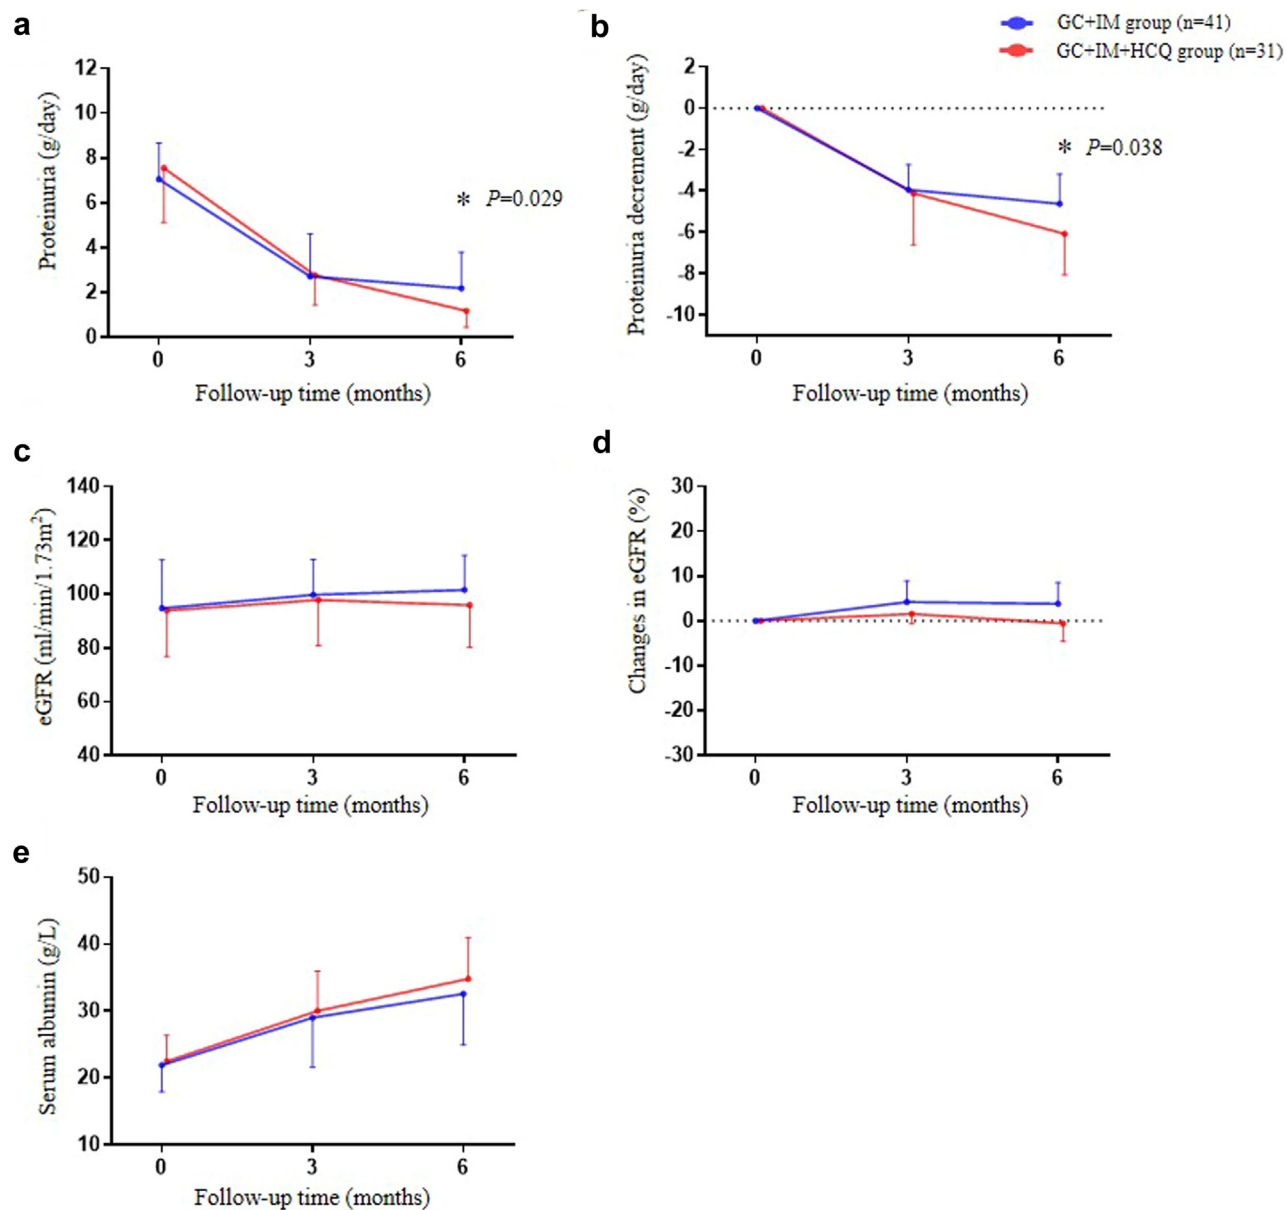 a
b
GC+IM group (n=41)
GC+IM+HCQ group (n=31)
Proteinuria (g/day)
12
10
8
6
4
2
0
* P=0.029
0 3 6
Follow-up time (months)
Proteinuria decrement (g/day)
2
0
-2
-4
-6
-8
-10
* P=0.038
0 3 6
Follow-up time (months)
c
eGFR (ml/min/1.73m²)
140
120
100
80
60
40
0 3 6
Follow-up time (months)
d
Changes in eGFR (%)
30
20
10
0
-10
-20
-30
0 3 6
Follow-up time (months)
e
Serum albumin (g/L)
50
40
30
20
10
0 3 6
Follow-up time (months)